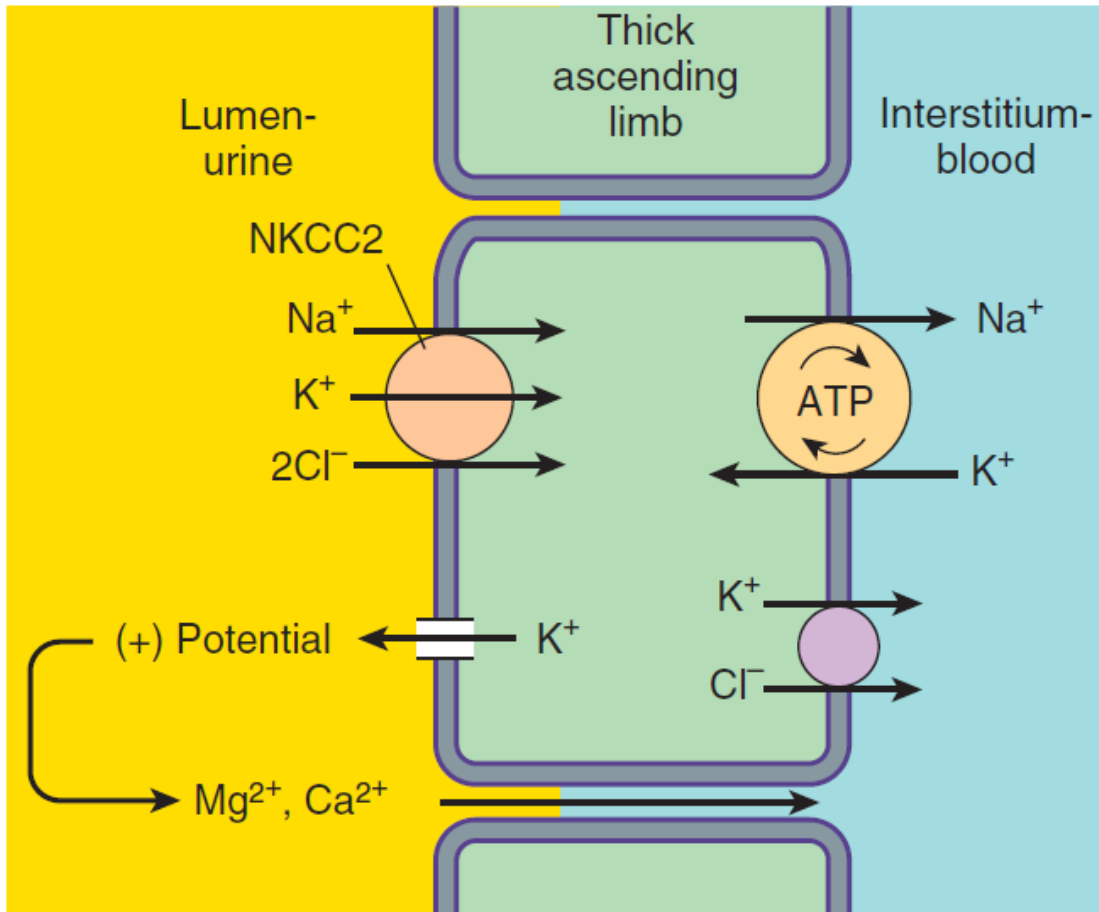 Thick
ascending
limb
Lumen-
urine
Interstitium-
blood
NKCC2
Na⁺
Na⁺
K⁺
ATP
2Cl⁻
K⁺
K⁺
(+) Potential
K⁺
Cl⁻
Mg²⁺, Ca²⁺